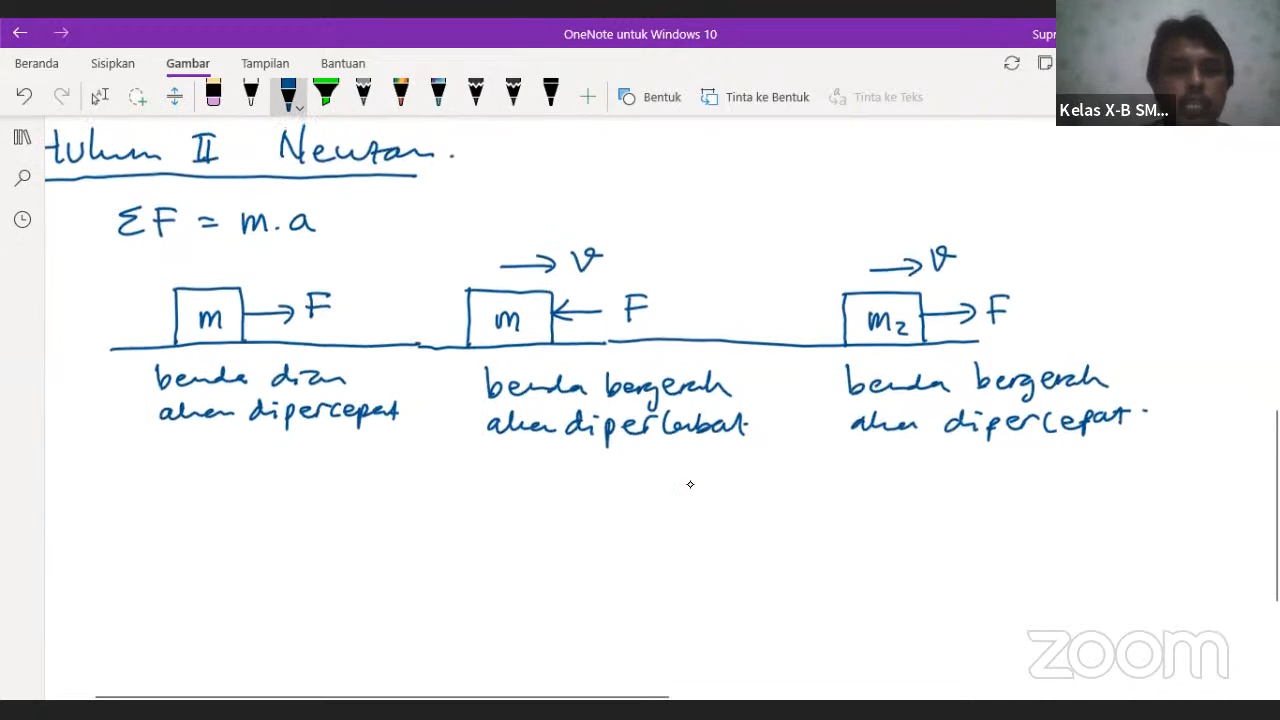 OneNote untuk Windows 10
Supr
Beranda Sisipkan Gambar Tampilan Bantuan
Bentuk Tinta ke Bentuk Tinta ke Teks
Kelas X-B SM...
II Newton.
ΣF = m.a
v
v
m F
m F
m₂ F
benda diam
akan dipercepat
benda bergerak
akan diperlambat
benda bergerak
akan dipercepat.
zoom